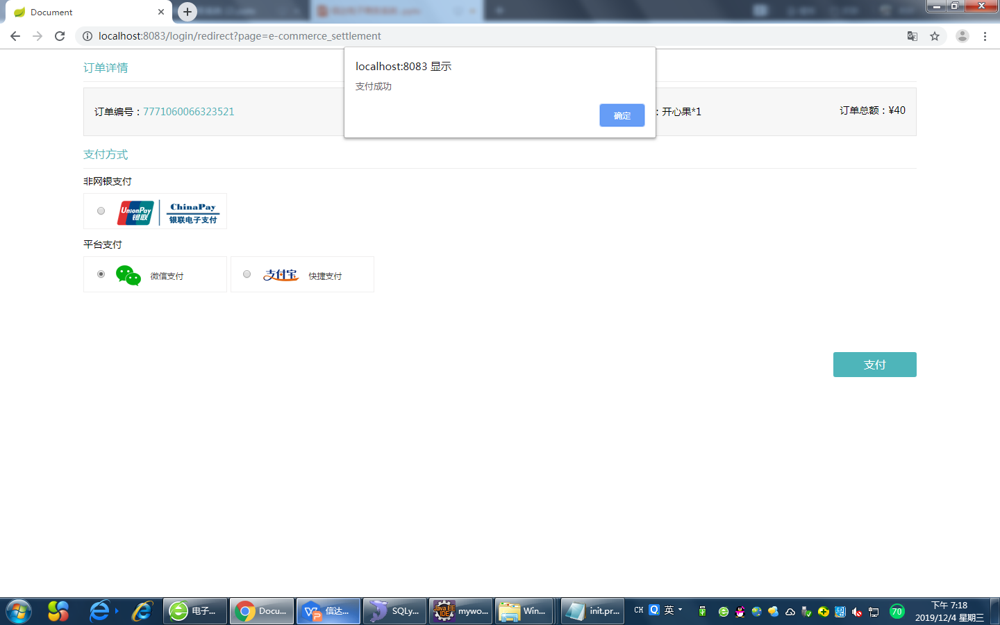 Document
localhost:8083/login/redirect?page=e-commerce_settlement
localhost:8083 显示
支付成功
确定
订单详情
订单编号：7771060066323521
：开心果*1
订单总额：¥40
支付方式
非网银支付
UnionPay
银联
ChinaPay
银联电子支付
平台支付
微信支付
支付宝
快捷支付
支付
电子...
Docu...
信达...
SQLy...
Java EE
IDE
mywo...
Win...
init.pr...
CH
英
70
下午 7:18
2019/12/4 星期三